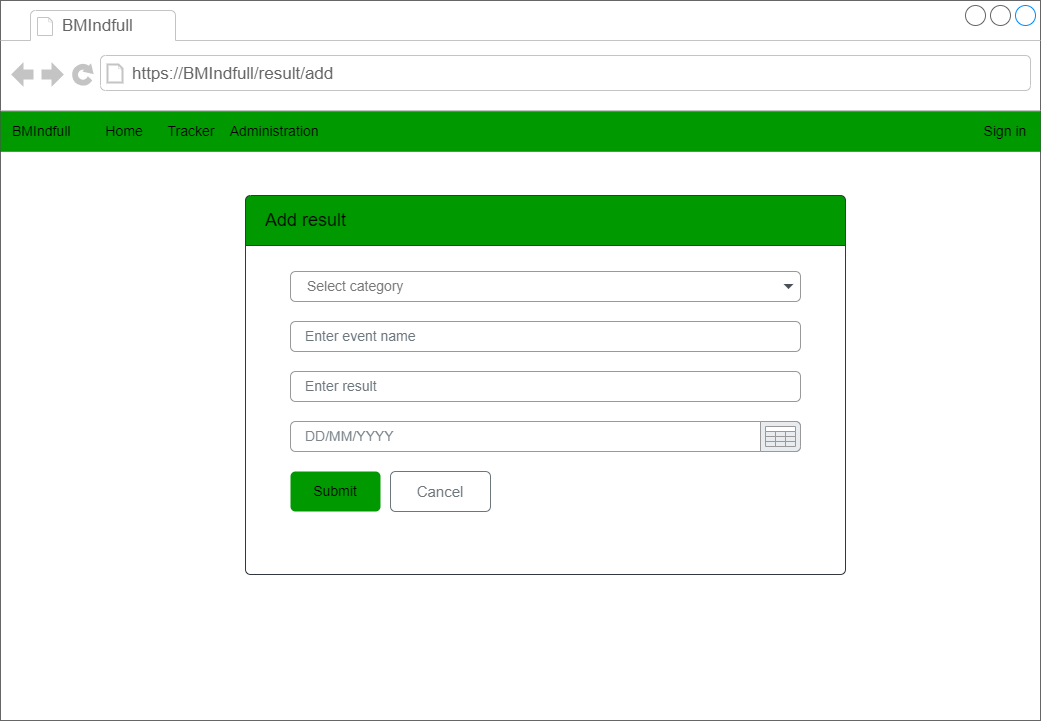 BMIndfull
https://BMIndfull/result/add
BMIndfull Home Tracker Administration Sign in
Add result
Select category
Enter event name
Enter result
DD/MM/YYYY
Submit Cancel